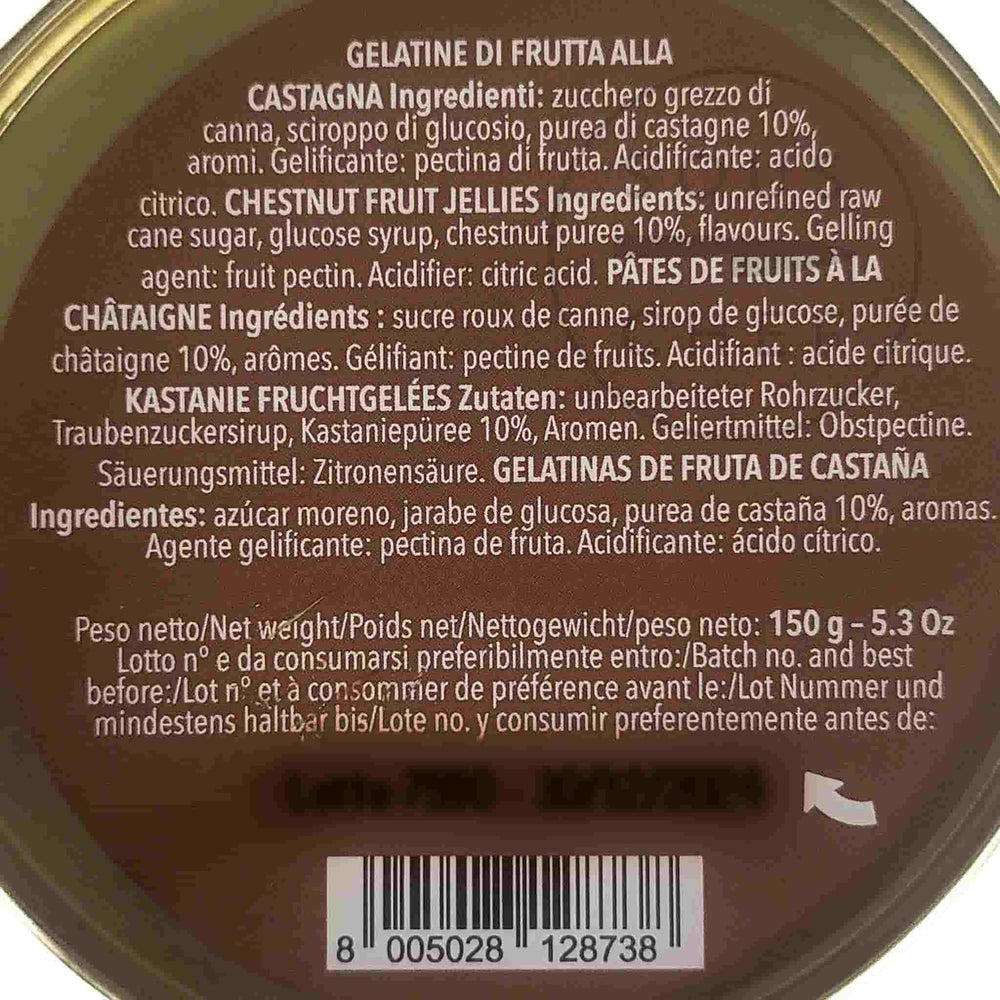 GELATINE DI FRUTTA ALLA
CASTAGNA Ingredienti: zucchero grezzo di
canna, sciroppo di glucosio, purea di castagne 10%,
aromi. Gelificante: pectina di frutta. Acidificante: acido
citrico. CHESTNUT FRUIT JELLIES Ingredients: unrefined raw
cane sugar, glucose syrup, chestnut puree 10%, flavours. Gelling
agent: fruit pectin. Acidifier: citric acid. PÂTES DE FRUITS À LA
CHÂTAIGNE Ingrédients : sucre roux de canne, sirop de glucose, purée de
châtaigne 10%, arômes. Gélifiant: pectine de fruits. Acidifiant : acide citrique.
KASTANIE FRUCHTGELÉES Zutaten: unbearbeiteter Rohrzucker,
Traubenzuckersirup, Kastaniepüree 10%, Aromen. Geliertmittel: Obstpectine.
Säuerungsmittel: Zitronensäure. GELATINAS DE FRUTA DE CASTAÑA
Ingredientes: azúcar moreno, jarabe de glucosa, purea de castaña 10%, aromas.
Agente gelificante: pectina de fruta. Acidificante: ácido cítrico.
Peso netto/Net weight/Poids net/Nettogewicht/peso neto: 150 g – 5.3 Oz
Lotto n° e da consumarsi preferibilmente entro:/Batch no. and best
before:/Lot n° et à consommer de préférence avant le:/Lot Nummer und
mindestens haltbar bis/Lote no. y consumir preferentemente antes de:
8 005028 128738